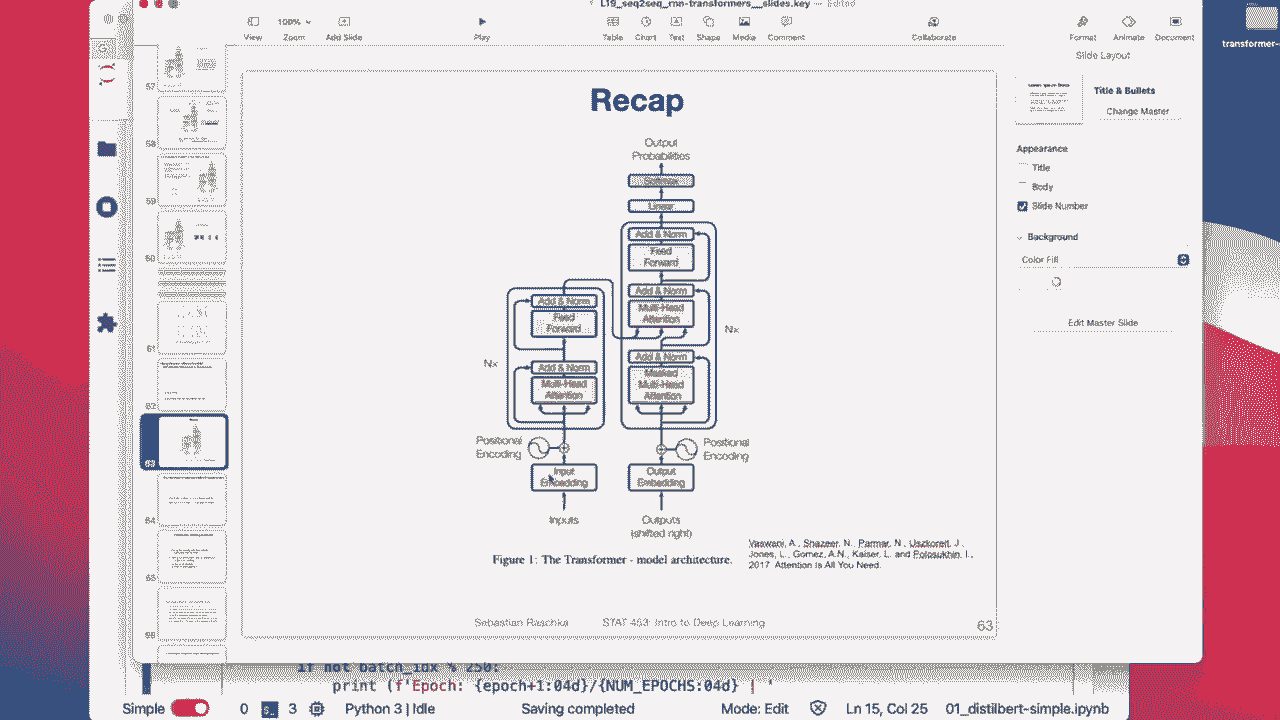 L19_seq2seq_rnn-transformers__slides.key — Edited
View
100%
Zoom
Add Slide
Play
Table
Chart
Text
Shape
Media
Comment
Collaborate
Format
Animate
Document
transformer-
Slide Layout
Title & Bullets
Change Master
Appearance
Title
Body
Slide Number
Background
Color Fill
Edit Master Slide
57
58
59
60
61
62
63
64
65
66
Recap
Output
Probabilities
Softmax
Linear
Add & Norm
Feed
Forward
Add & Norm
Multi-Head
Attention
Add & Norm
Masked
Multi-Head
Attention
Nx
Add & Norm
Feed
Forward
Add & Norm
Multi-Head
Attention
Nx
Positional
Encoding
Positional
Encoding
Input
Embedding
Output
Embedding
Inputs
Outputs
(shifted right)
Figure 1: The Transformer - model architecture.
Vaswani, A., Shazeer, N., Parmar, N., Uszkoreit, J.,
Jones, L., Gomez, A.N., Kaiser, L. and Polosukhin, I.,
2017. Attention Is All You Need.
Sebastian Raschka STAT 453: Intro to Deep Learning
63
if not batch_idx % 250:
print (f'Epoch: {epoch+1:04d}/{NUM_EPOCHS:04d} |
Simple
0
3
Python 3 | Idle
Saving completed
Mode: Edit
Ln 15, Col 25
01_distilbert-simple.ipynb